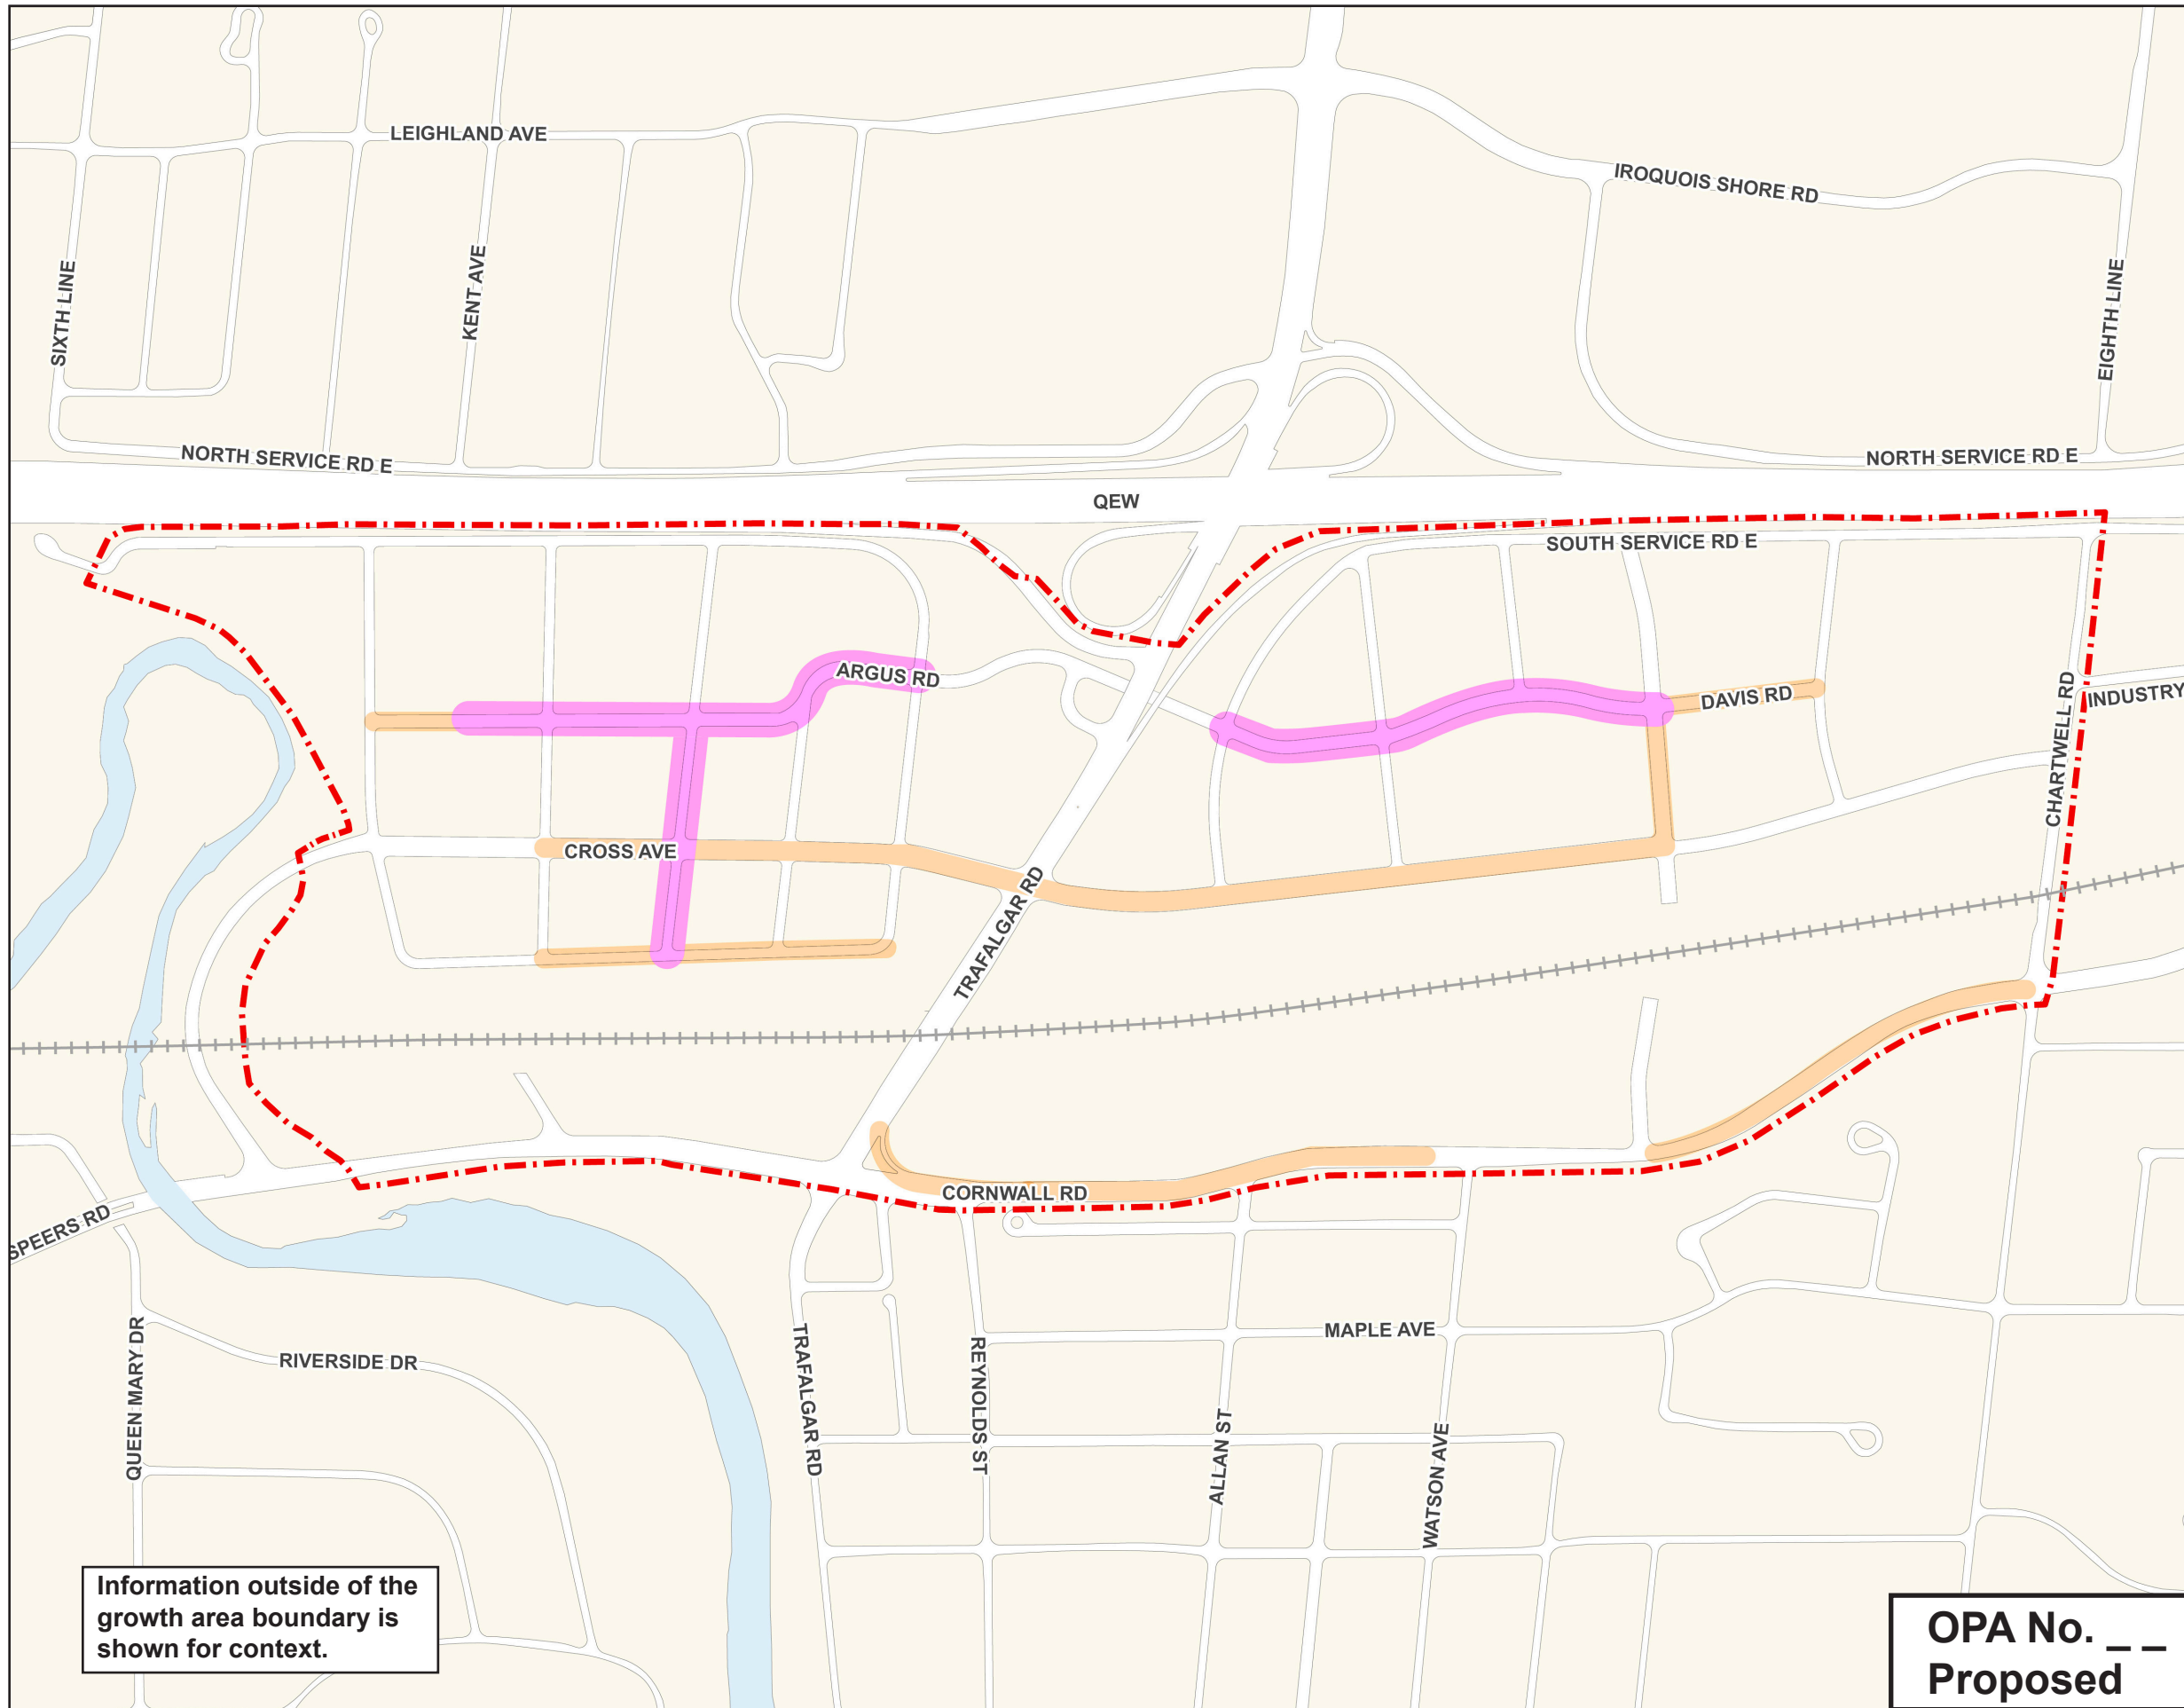 LEIGHLAND AVE
IROQUOIS SHORE RD
SIXTH LINE
KENT AVE
EIGHTH LINE
NORTH SERVICE RD E
NORTH SERVICE RD E
QEW
SOUTH SERVICE RD E
ARGUS RD
DAVIS RD
INDUSTRY
CHARTWELL RD
CROSS AVE
TRAFALGAR RD
CORNWALL RD
SPEERS RD
MAPLE AVE
RIVERSIDE DR
QUEEN MARY DR
TRAFALGAR RD
REYNOLDS ST
ALLAN ST
WATSON AVE
Information outside of the
growth area boundary is
shown for context.
OPA No. _ _
Proposed